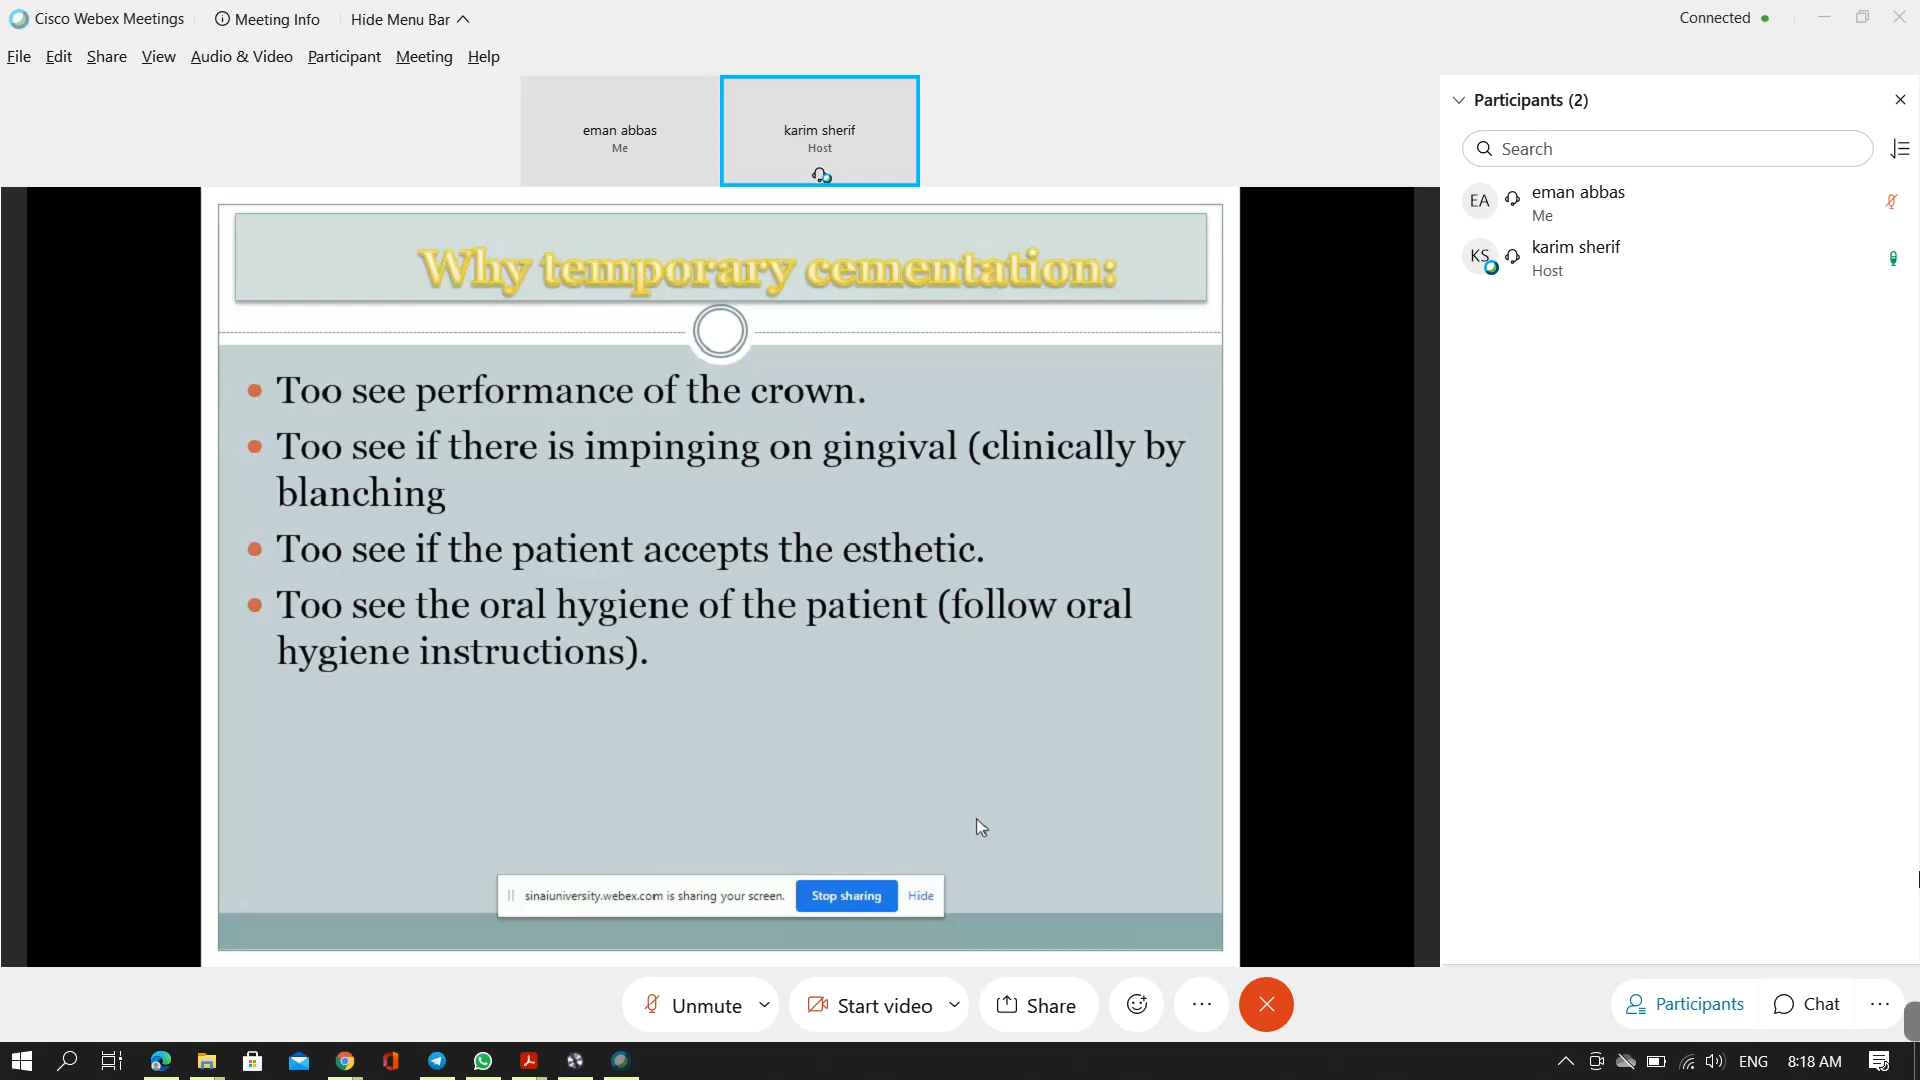 Cisco Webex Meetings
Meeting Info
Hide Menu Bar
Connected
File Edit Share View Audio & Video Participant Meeting Help
eman abbas
Me
karim sherif
Host
Participants (2)
Search
EA
eman abbas
Me
KS
karim sherif
Host
Why temporary cementation:
Too see performance of the crown.
Too see if there is impinging on gingival (clinically by
blanching
Too see if the patient accepts the esthetic.
Too see the oral hygiene of the patient (follow oral
hygiene instructions).
sinaiuniversity.webex.com is sharing your screen. Stop sharing Hide
Unmute
Start video
Share
Participants
Chat
ENG 8:18 AM